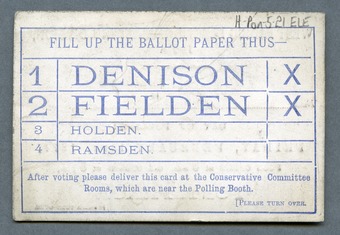 H-Pon 5 21 ELE
FILL UP THE BALLOT PAPER THUS—
1 DENISON X
2 FIELDEN X
3 HOLDEN.
4 RAMSDEN.
After voting please deliver this card at the Conservative Committee
Rooms, which are near the Polling Booth.
[PLEASE TURN OVER.